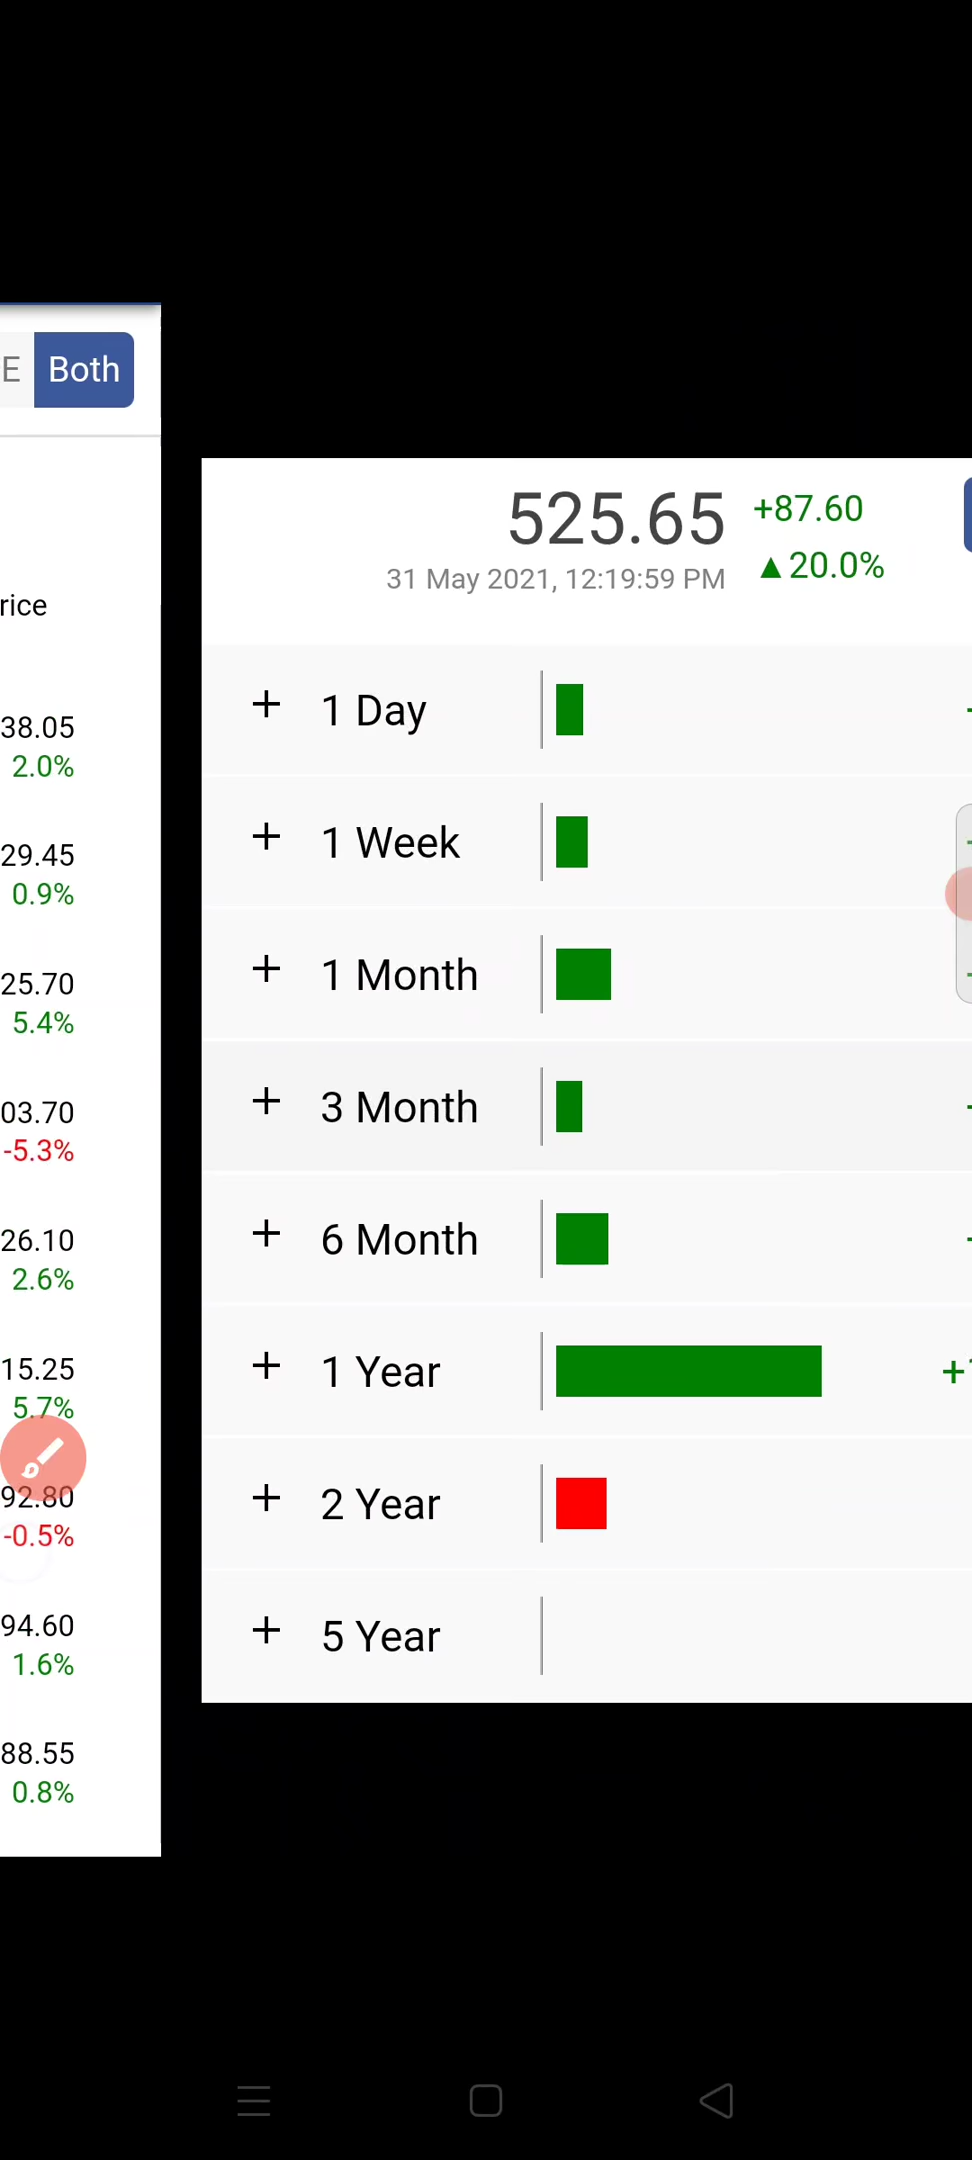 E Both
rice
38.05
2.0%
29.45
0.9%
25.70
5.4%
03.70
-5.3%
26.10
2.6%
15.25
5.7%
92.80
-0.5%
94.60
1.6%
88.55
0.8%
525.65 +87.60
31 May 2021, 12:19:59 PM ▲20.0%
+ 1 Day
+ 1 Week
+ 1 Month
+ 3 Month
+ 6 Month
+ 1 Year +
+ 2 Year
+ 5 Year